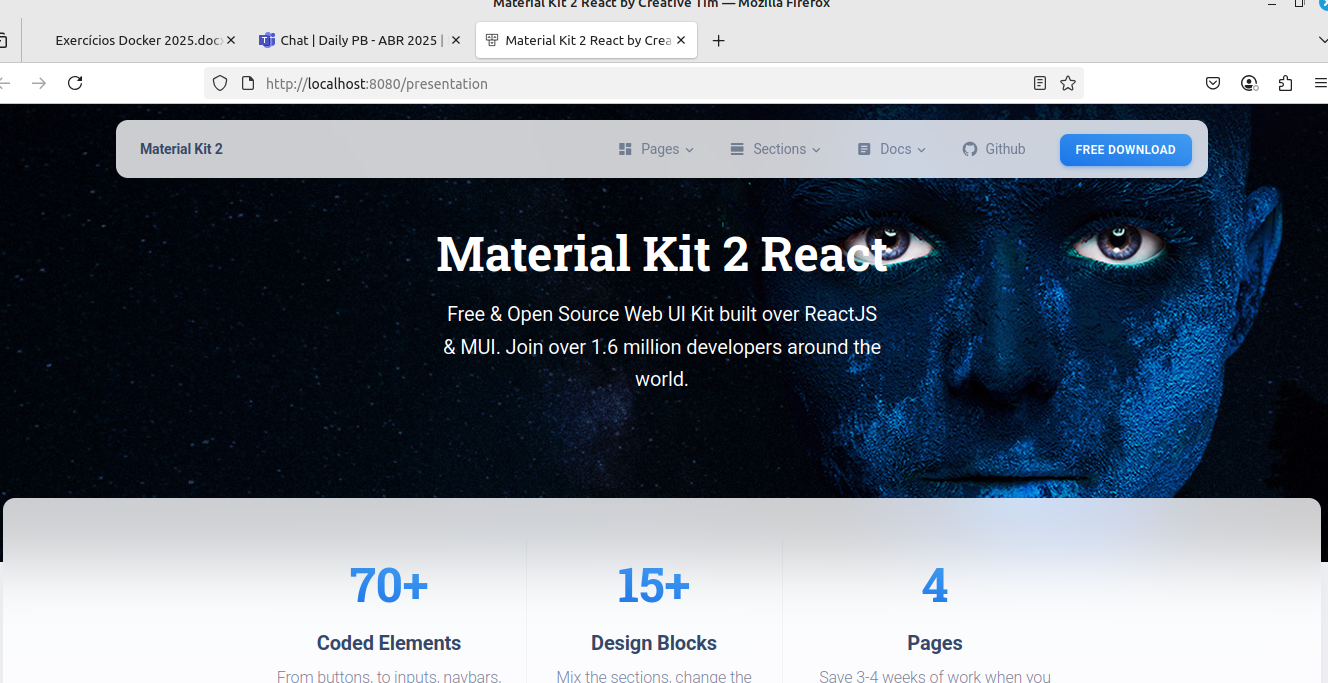 Material Kit 2 React by Creative Tim — Mozilla Firefox
Exercícios Docker 2025.doc
Chat | Daily PB - ABR 2025 |
Material Kit 2 React by Crea
http://localhost:8080/presentation
Material Kit 2
Pages
Sections
Docs
Github
FREE DOWNLOAD
Material Kit 2 React
Free & Open Source Web UI Kit built over ReactJS
& MUI. Join over 1.6 million developers around the
world.
70+
15+
4
Coded Elements
Design Blocks
Pages
From buttons, to inputs, navbars,
Mix the sections, change the
Save 3-4 weeks of work when you